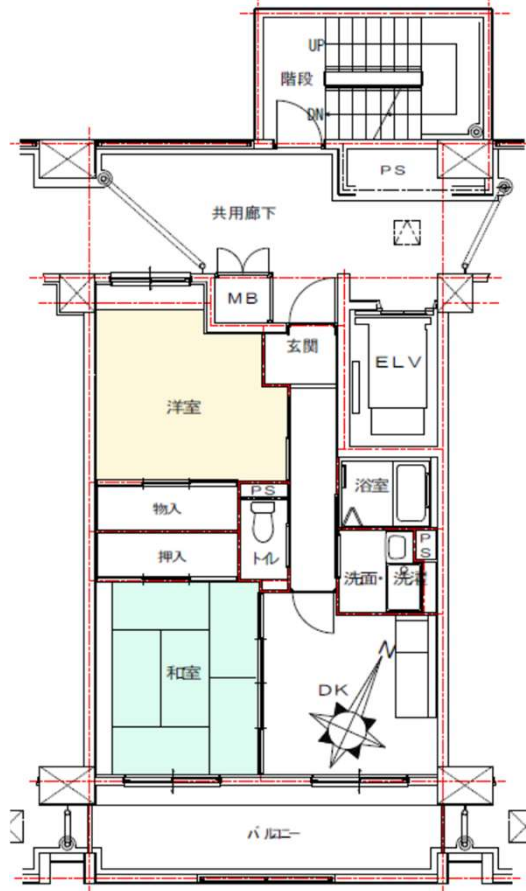 UP
階段
DN
PS
共用廊下
MB
玄関
ELV
洋室
浴室
物入
PS
トイレ
押入
PS
洗面・洗濯
和室
N
DK
バルコニー